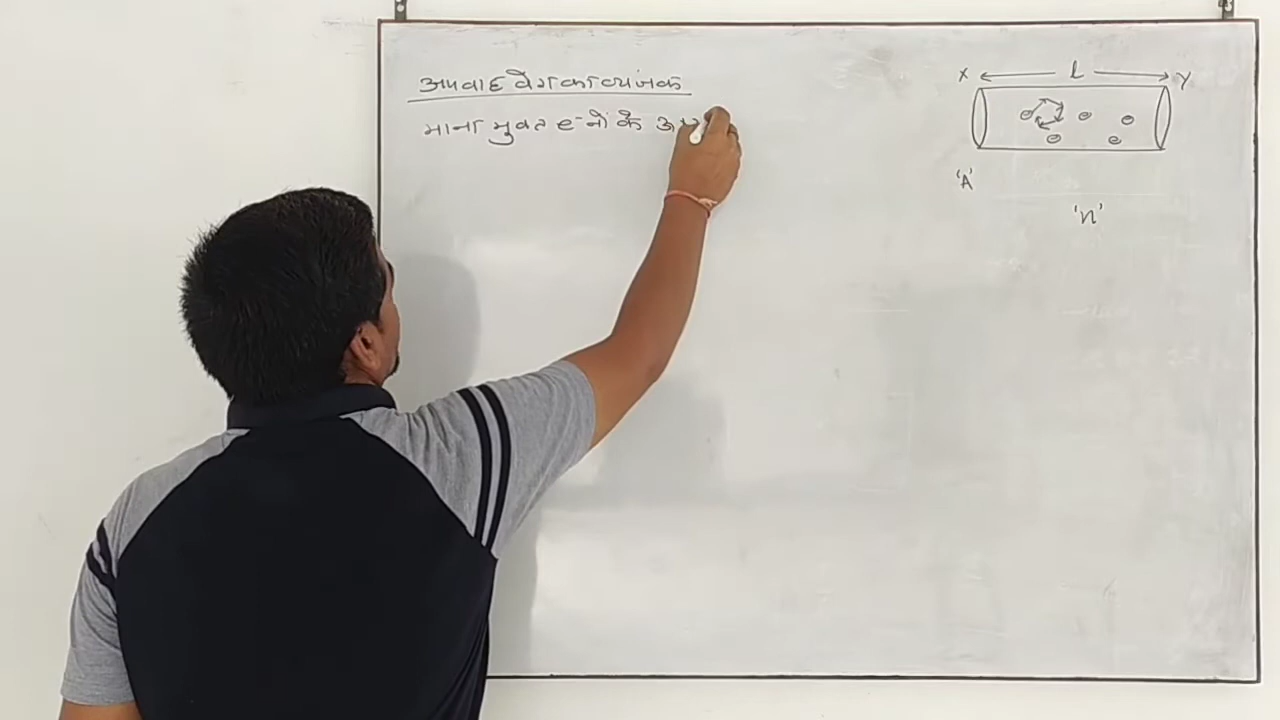 अपवाह वेग का व्यंजक
माना मुक्त e⁻नों के
x l y
'A'
'n'